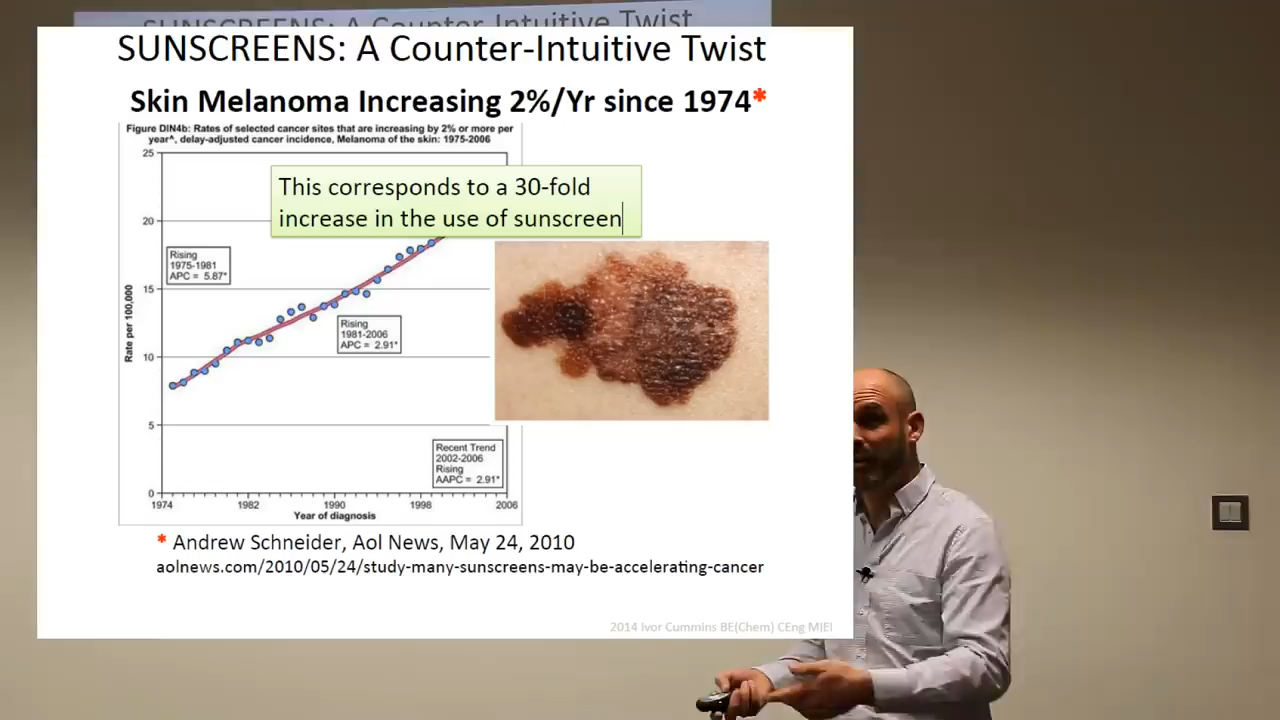 SUNSCREENS: A Counter-Intuitive Twist
SUNSCREENS: A Counter-Intuitive Twist
Skin Melanoma Increasing 2%/Yr since 1974*
Figure DIN4b: Rates of selected cancer sites that are increasing by 2% or more per
year^, delay-adjusted cancer incidence, Melanoma of the skin: 1975-2006
This corresponds to a 30-fold
increase in the use of sunscreen
25
20
15
10
5
0
Rate per 100,000
Rising
1975-1981
APC = 5.87*
Rising
1981-2006
APC = 2.91*
Recent Trend
2002-2006
Rising
AAPC = 2.91*
1974 1982 1990 1998 2006
Year of diagnosis
* Andrew Schneider, Aol News, May 24, 2010
aolnews.com/2010/05/24/study-many-sunscreens-may-be-accelerating-cancer
2014 Ivor Cummins BE(Chem) CEng MIEI